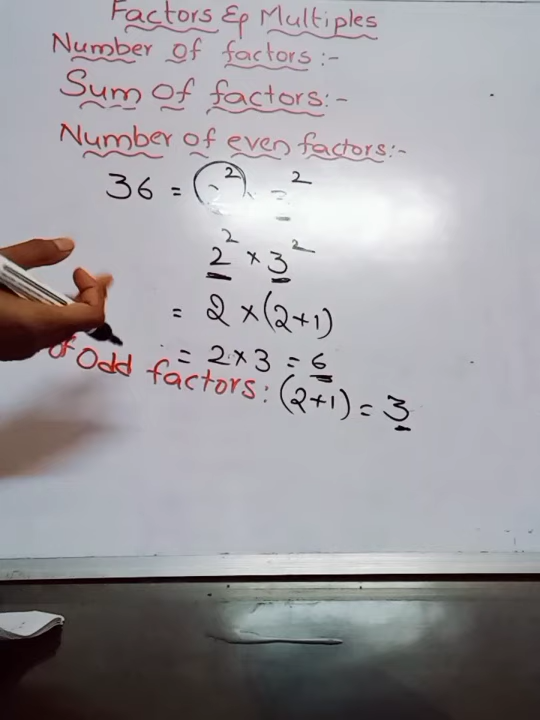 Factors & Multiples
Number of factors:-
Sum of factors:-
Number of even factors:-
36 = 2² × 3²
2² × 3²
= 2 × (2+1)
= 2×3 = 6
of Odd factors: (2+1) = 3